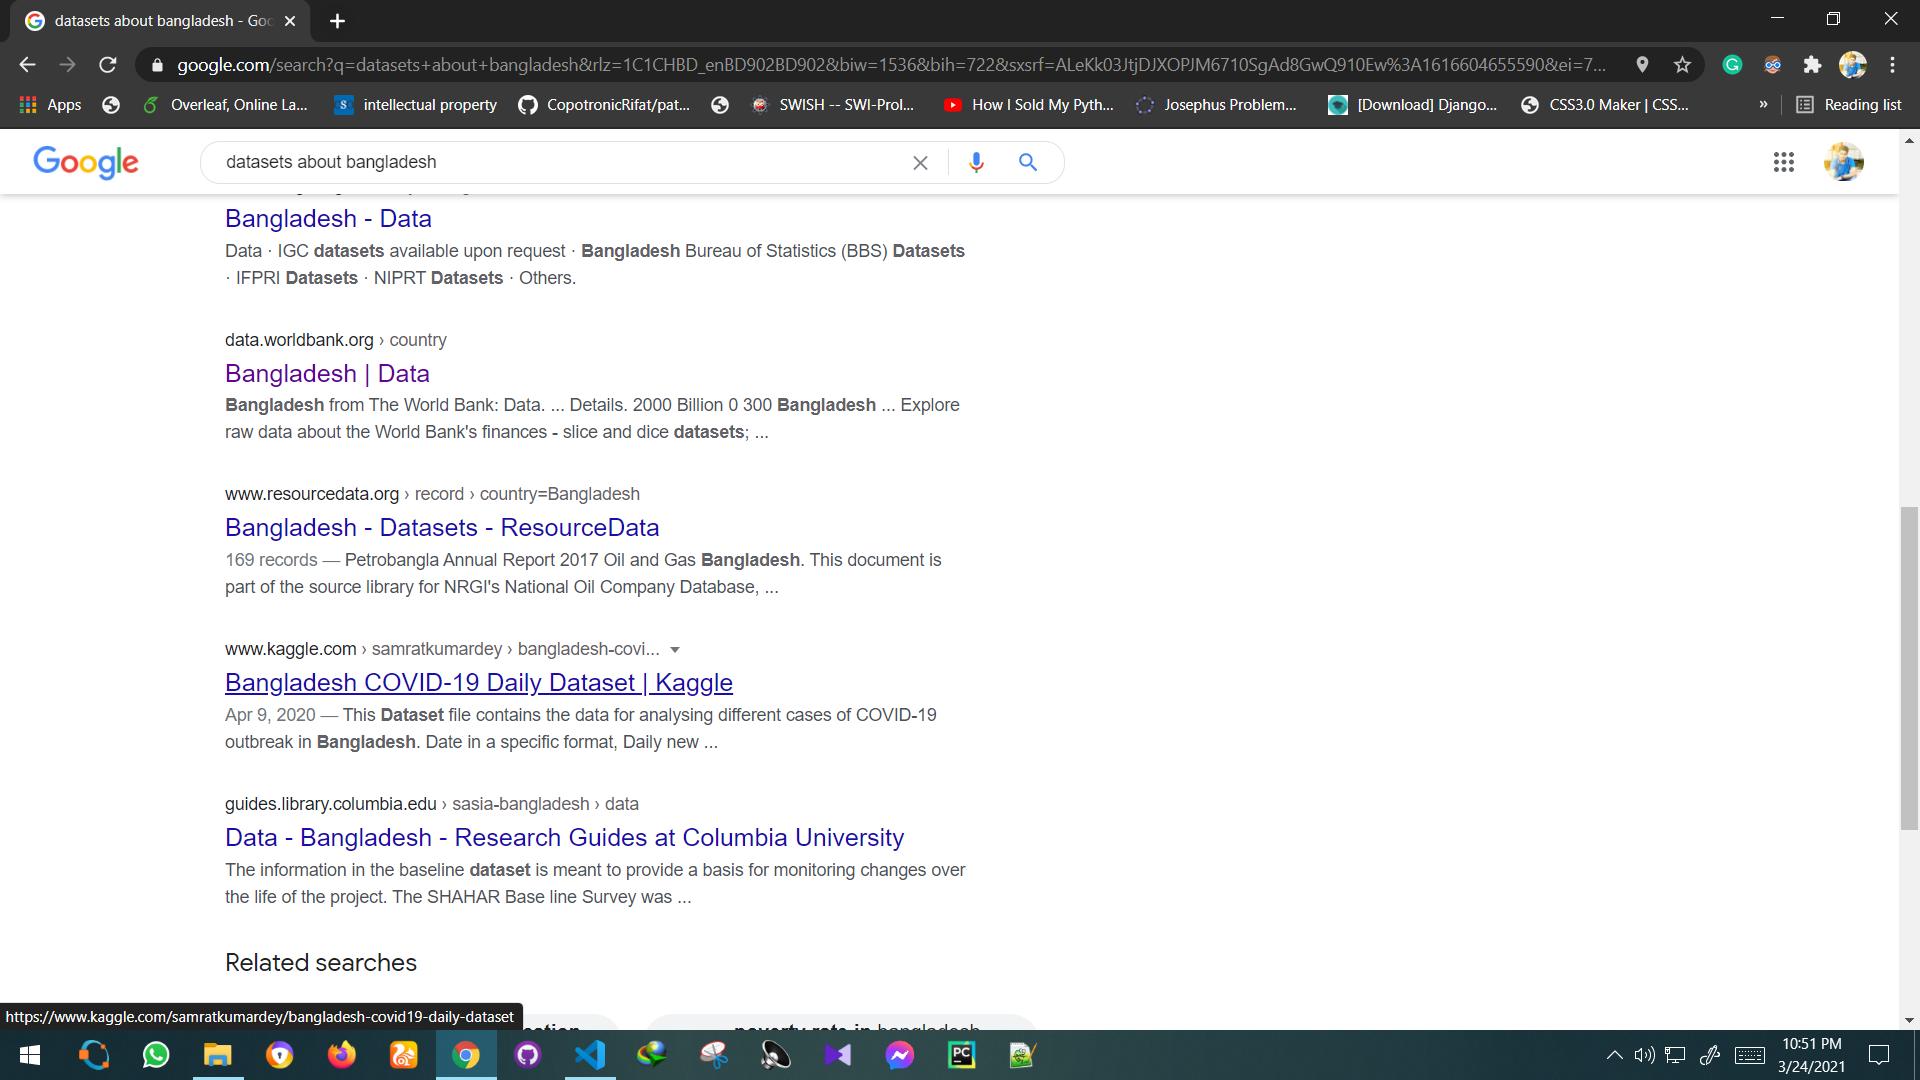 datasets about bangladesh - Goo
google.com/search?q=datasets+about+bangladesh&rlz=1C1CHBD_enBD902BD902&biw=1536&bih=722&sxsrf=ALeKk03JtjDJXOPJM6710SgAd8GwQ910Ew%3A1616604655590&ei=7...
Apps Overleaf, Online La... intellectual property CopotronicRifat/pat... SWISH -- SWI-Prol... How I Sold My Pyth... Josephus Problem... [Download] Django... CSS3.0 Maker | CSS... » Reading list
Google datasets about bangladesh
Bangladesh - Data
Data · IGC datasets available upon request · Bangladesh Bureau of Statistics (BBS) Datasets
· IFPRI Datasets · NIPRT Datasets · Others.
data.worldbank.org › country
Bangladesh | Data
Bangladesh from The World Bank: Data. ... Details. 2000 Billion 0 300 Bangladesh ... Explore
raw data about the World Bank's finances - slice and dice datasets; ...
www.resourcedata.org › record › country=Bangladesh
Bangladesh - Datasets - ResourceData
169 records — Petrobangla Annual Report 2017 Oil and Gas Bangladesh. This document is
part of the source library for NRGI's National Oil Company Database, ...
www.kaggle.com › samratkumardey › bangladesh-covi...
Bangladesh COVID-19 Daily Dataset | Kaggle
Apr 9, 2020 — This Dataset file contains the data for analysing different cases of COVID-19
outbreak in Bangladesh. Date in a specific format, Daily new ...
guides.library.columbia.edu › sasia-bangladesh › data
Data - Bangladesh - Research Guides at Columbia University
The information in the baseline dataset is meant to provide a basis for monitoring changes over
the life of the project. The SHAHAR Base line Survey was ...
Related searches
https://www.kaggle.com/samratkumardey/bangladesh-covid19-daily-dataset
poverty rate in bangladesh
10:51 PM
3/24/2021